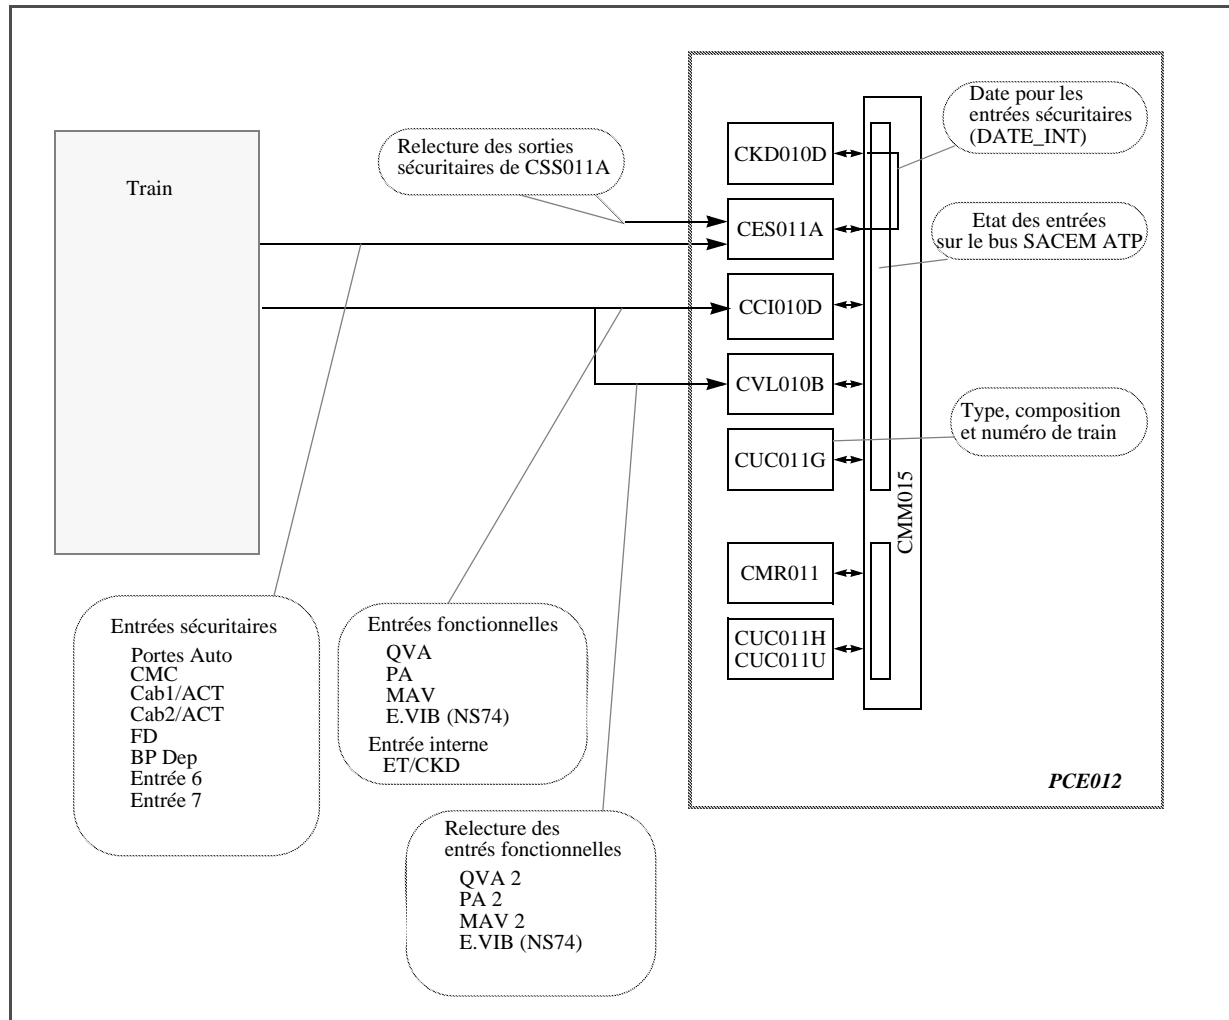 Train
Relecture des sorties
sécuritaires de CSS011A
Date pour les
entrées sécuritaires
(DATE_INT)
Etat des entrées
sur le bus SACEM ATP
Type, composition
et numéro de train
CKD010D
CES011A
CCI010D
CVL010B
CUC011G
CMR011
CUC011H
CUC011U
CMM015
PCE012
Entrées sécuritaires
Portes Auto
CMC
Cab1/ACT
Cab2/ACT
FD
BP Dep
Entrée 6
Entrée 7
Entrées fonctionnelles
QVA
PA
MAV
E.VIB (NS74)
Entrée interne
ET/CKD
Relecture des
entrés fonctionnelles
QVA 2
PA 2
MAV 2
E.VIB (NS74)